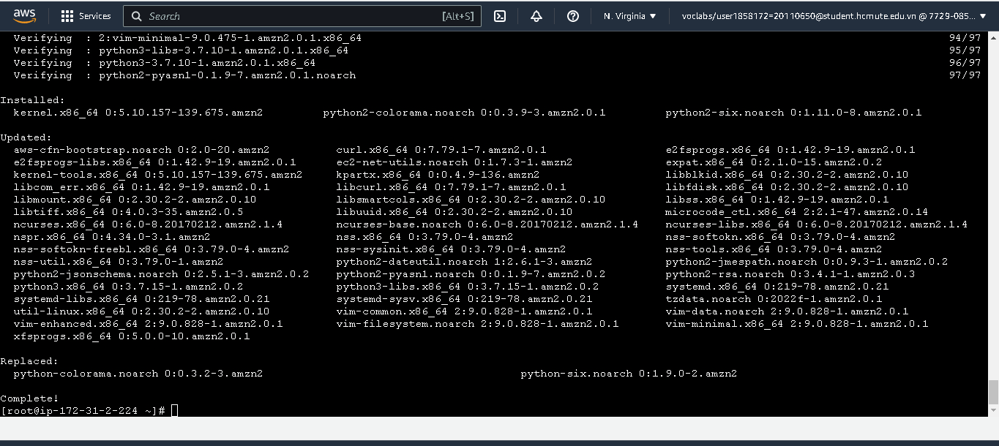 aws Services Search [Alt+S] N. Virginia voclabs/user1858172=20110650@student.hcmute.edu.vn @ 7729-085...
Verifying : 2:vim-minimal-9.0.475-1.amzn2.0.1.x86_64 94/97
Verifying : python3-libs-3.7.10-1.amzn2.0.1.x86_64 95/97
Verifying : python3-3.7.10-1.amzn2.0.1.x86_64 96/97
Verifying : python2-pyasn1-0.1.9-7.amzn2.0.1.noarch 97/97
Installed:
kernel.x86_64 0:5.10.157-139.675.amzn2 python2-colorama.noarch 0:0.3.9-3.amzn2.0.1 python2-six.noarch 0:1.11.0-8.amzn2.0.1
Updated:
aws-cfn-bootstrap.noarch 0:2.0-20.amzn2 curl.x86_64 0:7.79.1-7.amzn2.0.1 e2fsprogs.x86_64 0:1.42.9-19.amzn2.0.1
e2fsprogs-libs.x86_64 0:1.42.9-19.amzn2.0.1 ec2-net-utils.noarch 0:1.7.3-1.amzn2 expat.x86_64 0:2.1.0-15.amzn2.0.2
kernel-tools.x86_64 0:5.10.157-139.675.amzn2 kpartx.x86_64 0:0.4.9-136.amzn2 libblkid.x86_64 0:2.30.2-2.amzn2.0.10
libcom_err.x86_64 0:1.42.9-19.amzn2.0.1 libcurl.x86_64 0:7.79.1-7.amzn2.0.1 libfdisk.x86_64 0:2.30.2-2.amzn2.0.10
libmount.x86_64 0:2.30.2-2.amzn2.0.10 libsmartcols.x86_64 0:2.30.2-2.amzn2.0.10 libss.x86_64 0:1.42.9-19.amzn2.0.1
libtiff.x86_64 0:4.0.3-35.amzn2.0.5 libuuid.x86_64 0:2.30.2-2.amzn2.0.10 microcode_ctl.x86_64 2:2.1-47.amzn2.0.14
ncurses.x86_64 0:6.0-8.20170212.amzn2.1.4 ncurses-base.noarch 0:6.0-8.20170212.amzn2.1.4 ncurses-libs.x86_64 0:6.0-8.20170212.amzn2.1.4
nspr.x86_64 0:4.34.0-3.1.amzn2 nss.x86_64 0:3.79.0-4.amzn2 nss-softokn.x86_64 0:3.79.0-4.amzn2
nss-softokn-freebl.x86_64 0:3.79.0-4.amzn2 nss-sysinit.x86_64 0:3.79.0-4.amzn2 nss-tools.x86_64 0:3.79.0-4.amzn2
nss-util.x86_64 0:3.79.0-1.amzn2 python2-dateutil.noarch 1:2.6.1-3.amzn2 python2-jmespath.noarch 0:0.9.3-1.amzn2.0.2
python2-jsonschema.noarch 0:2.5.1-3.amzn2.0.2 python2-pyasn1.noarch 0:0.1.9-7.amzn2.0.2 python2-rsa.noarch 0:3.4.1-1.amzn2.0.3
python3.x86_64 0:3.7.15-1.amzn2.0.2 python3-libs.x86_64 0:3.7.15-1.amzn2.0.2 systemd.x86_64 0:219-78.amzn2.0.21
systemd-libs.x86_64 0:219-78.amzn2.0.21 systemd-sysv.x86_64 0:219-78.amzn2.0.21 tzdata.noarch 0:2022f-1.amzn2.0.1
util-linux.x86_64 0:2.30.2-2.amzn2.0.10 vim-common.x86_64 2:9.0.828-1.amzn2.0.1 vim-data.noarch 2:9.0.828-1.amzn2.0.1
vim-enhanced.x86_64 2:9.0.828-1.amzn2.0.1 vim-filesystem.noarch 2:9.0.828-1.amzn2.0.1 vim-minimal.x86_64 2:9.0.828-1.amzn2.0.1
xfsprogs.x86_64 0:5.0.0-10.amzn2.0.1
Replaced:
python-colorama.noarch 0:0.3.2-3.amzn2 python-six.noarch 0:1.9.0-2.amzn2
Complete!
[root@ip-172-31-2-224 ~]#